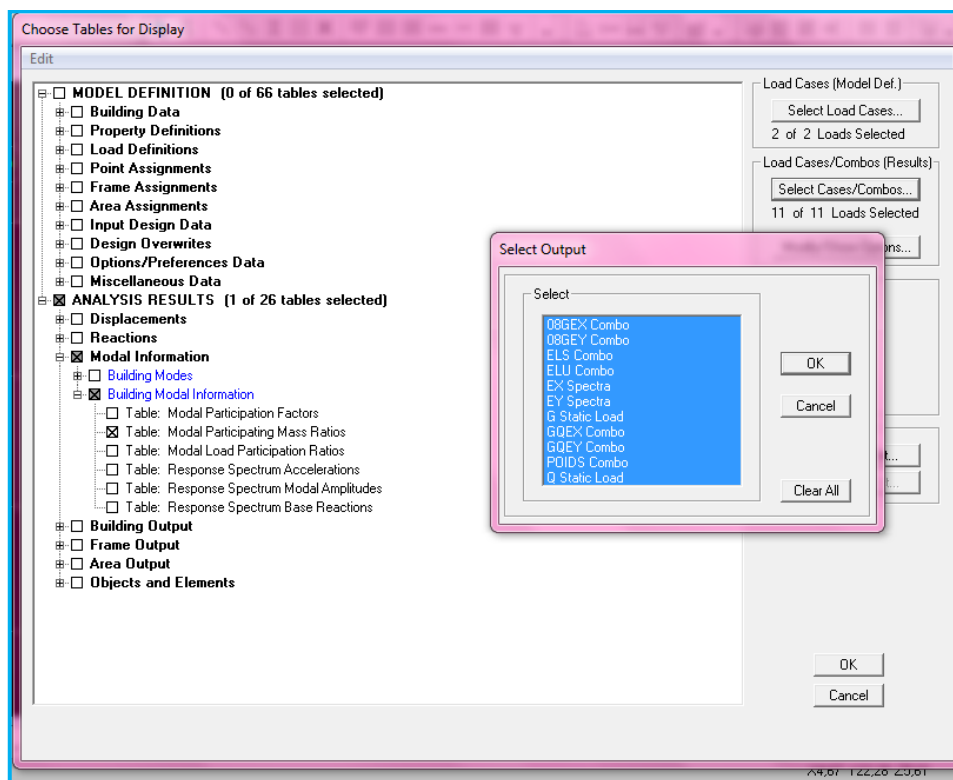 Choose Tables for Display
Edit
MODEL DEFINITION (0 of 66 tables selected)
Building Data
Property Definitions
Load Definitions
Point Assignments
Frame Assignments
Area Assignments
Input Design Data
Design Overwrites
Options/Preferences Data
Miscellaneous Data
ANALYSIS RESULTS (1 of 26 tables selected)
Displacements
Reactions
Modal Information
Building Modes
Building Modal Information
Table: Modal Participation Factors
Table: Modal Participating Mass Ratios
Table: Modal Load Participation Ratios
Table: Response Spectrum Accelerations
Table: Response Spectrum Modal Amplitudes
Table: Response Spectrum Base Reactions
Building Output
Frame Output
Area Output
Objects and Elements
Load Cases (Model Def.)
Select Load Cases...
2 of 2 Loads Selected
Load Cases/Combos (Results)
Select Cases/Combos...
11 of 11 Loads Selected
Select Output
Select
08GEX Combo
08GEY Combo
ELS Combo
ELU Combo
EX Spectra
EY Spectra
G Static Load
GQEX Combo
GQEY Combo
POIDS Combo
Q Static Load
OK
Cancel
Clear All
OK
Cancel